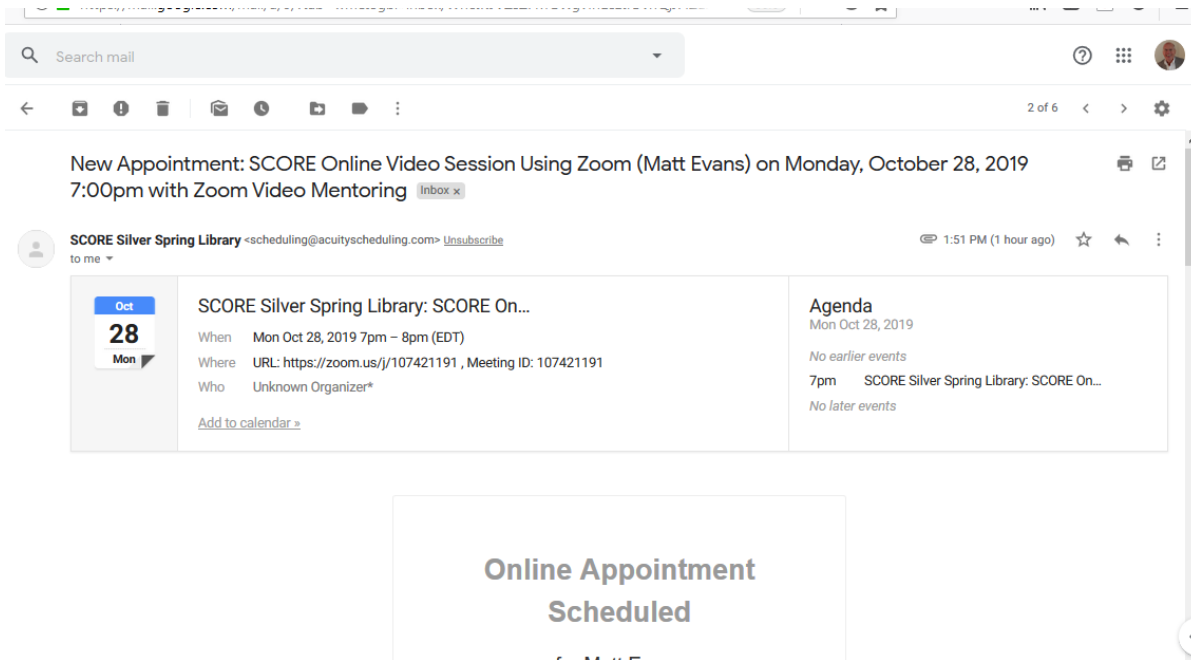 Search mail
2 of 6
New Appointment: SCORE Online Video Session Using Zoom (Matt Evans) on Monday, October 28, 2019
7:00pm with Zoom Video Mentoring Inbox x
SCORE Silver Spring Library <scheduling@acuityscheduling.com> Unsubscribe
1:51 PM (1 hour ago)
to me
Oct
28
Mon
SCORE Silver Spring Library: SCORE On...
When Mon Oct 28, 2019 7pm – 8pm (EDT)
Where URL: https://zoom.us/j/107421191 , Meeting ID: 107421191
Who Unknown Organizer*
Add to calendar »
Agenda
Mon Oct 28, 2019
No earlier events
7pm SCORE Silver Spring Library: SCORE On...
No later events
Online Appointment
Scheduled